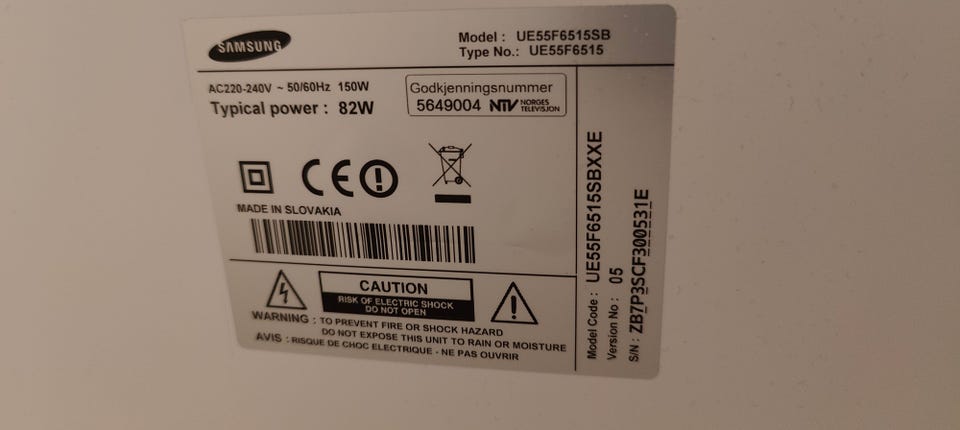 SAMSUNG
Model : UE55F6515SB
Type No.: UE55F6515
AC220-240V ~ 50/60Hz 150W
Typical power : 82W
Godkjenningsnummer
5649004 NTV NORGES TELEVISJON
CE
MADE IN SLOVAKIA
CAUTION
RISK OF ELECTRIC SHOCK
DO NOT OPEN
WARNING : TO PREVENT FIRE OR SHOCK HAZARD
DO NOT EXPOSE THIS UNIT TO RAIN OR MOISTURE
AVIS : RISQUE DE CHOC ELECTRIQUE - NE PAS OUVRIR
Model Code : UE55F6515SBXXE
Version No : 05
S/N : ZB7P3SCF300531E